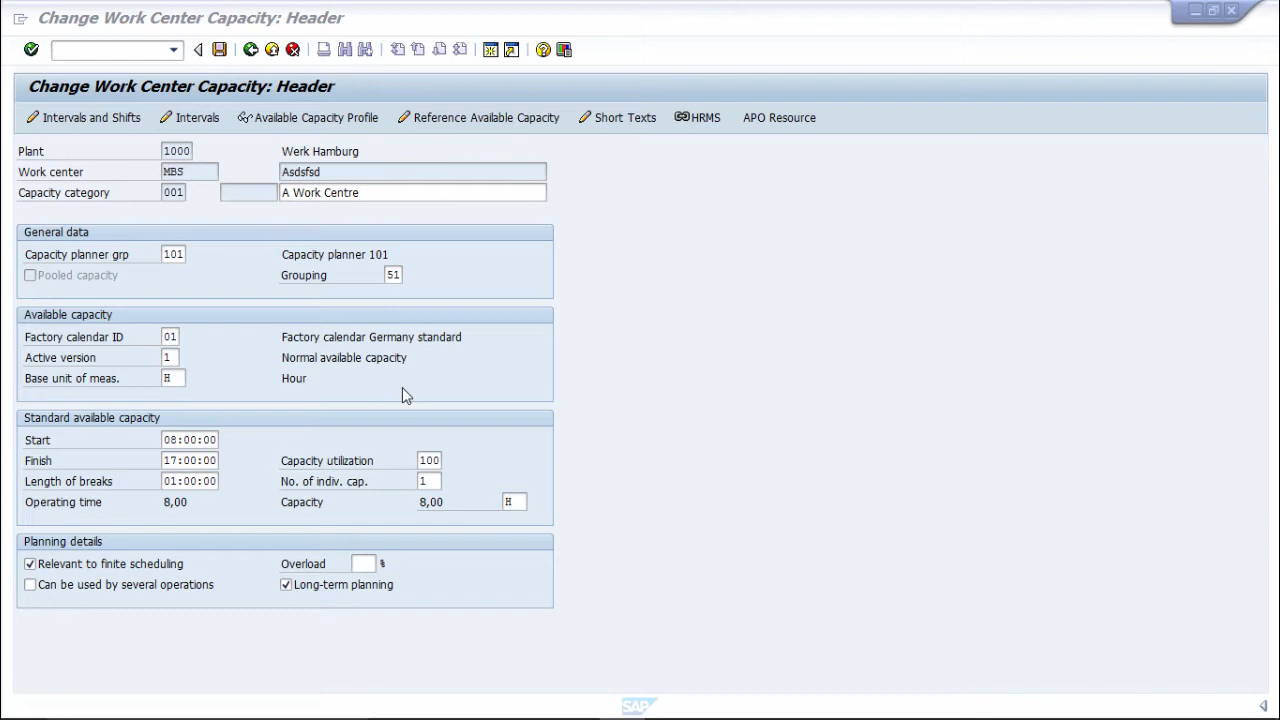 Change Work Center Capacity: Header
Change Work Center Capacity: Header
Intervals and Shifts Intervals Available Capacity Profile Reference Available Capacity Short Texts HRMS APO Resource
Plant 1000 Werk Hamburg
Work center MBS Asdsfsd
Capacity category 001 A Work Centre
General data
Capacity planner grp 101 Capacity planner 101
Pooled capacity Grouping 51
Available capacity
Factory calendar ID 01 Factory calendar Germany standard
Active version 1 Normal available capacity
Base unit of meas. H Hour
Standard available capacity
Start 08:00:00
Finish 17:00:00 Capacity utilization 100
Length of breaks 01:00:00 No. of indiv. cap. 1
Operating time 8,00 Capacity 8,00 H
Planning details
Relevant to finite scheduling Overload %
Can be used by several operations Long-term planning
SAP